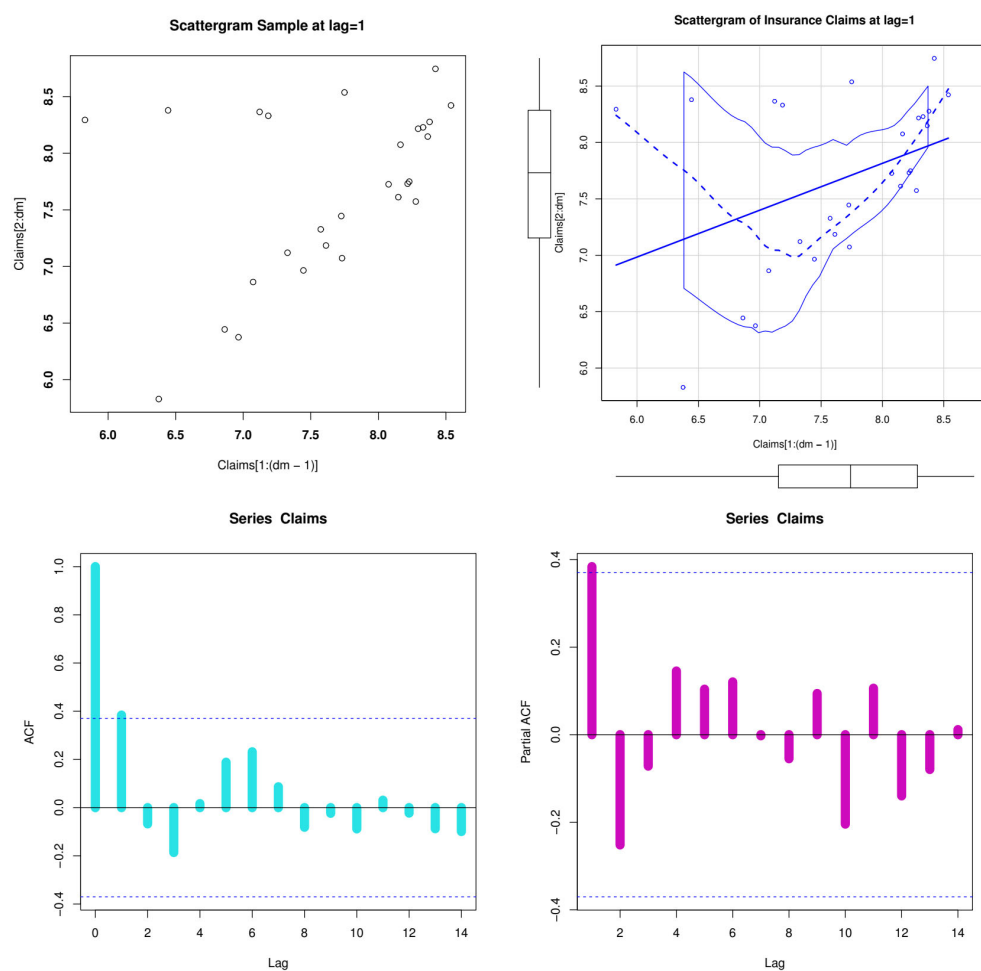 Scattergram Sample at lag=1
Claims[2:dm]
8.5
8.0
7.5
7.0
6.5
6.0
6.0 6.5 7.0 7.5 8.0 8.5
Claims[1:(dm − 1)]
Scattergram of Insurance Claims at lag=1
Claims[2:dm]
8.5
8.0
7.5
7.0
6.5
6.0
6.0 6.5 7.0 7.5 8.0 8.5
Claims[1:(dm − 1)]
Series Claims
ACF
1.0
0.8
0.6
0.4
0.2
0.0
−0.2
−0.4
0 2 4 6 8 10 12 14
Lag
Series Claims
Partial ACF
0.4
0.2
0.0
−0.2
−0.4
2 4 6 8 10 12 14
Lag